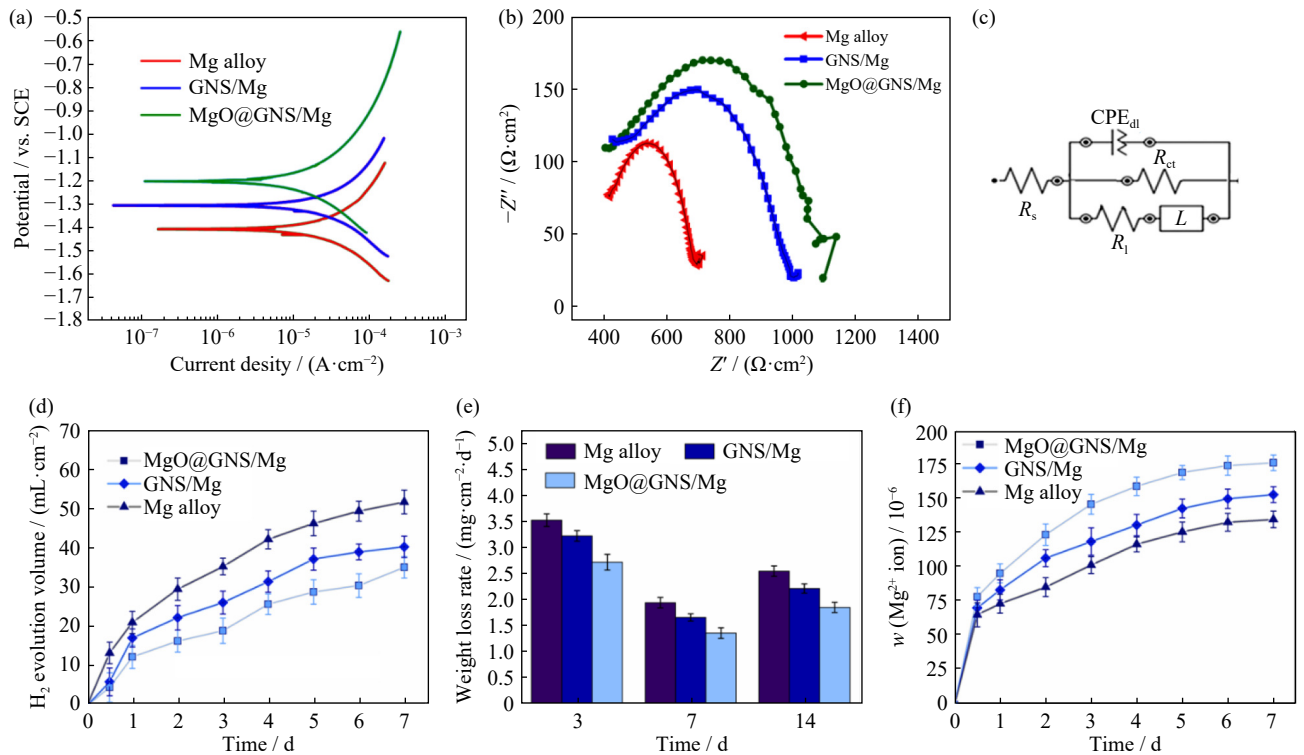 (a)
−0.5
−0.6
−0.7
−0.8
−0.9
−1.0
−1.1
−1.2
−1.3
−1.4
−1.5
−1.6
−1.7
−1.8
Potential / vs. SCE
Mg alloy
GNS/Mg
MgO@GNS/Mg
10⁻⁷ 10⁻⁶ 10⁻⁵ 10⁻⁴ 10⁻³
Current desity / (A·cm⁻²)
(b)
200
150
100
50
0
−Z″ / (Ω·cm²)
Mg alloy
GNS/Mg
MgO@GNS/Mg
400 600 800 1000 1200 1400
Z′ / (Ω·cm²)
(c)
CPEdl
Rct
Rs
Rl
L
(d)
70
60
50
40
30
20
10
0
H₂ evolution volume / (mL·cm⁻²)
MgO@GNS/Mg
GNS/Mg
Mg alloy
0 1 2 3 4 5 6 7
Time / d
(e)
5.0
4.5
4.0
3.5
3.0
2.5
2.0
1.5
1.0
0.5
0
Weight loss rate / (mg·cm⁻²·d⁻¹)
Mg alloy GNS/Mg
MgO@GNS/Mg
3 7 14
Time / d
(f)
200
175
150
125
100
75
50
25
0
w (Mg²⁺ ion) / 10⁻⁶
MgO@GNS/Mg
GNS/Mg
Mg alloy
0 1 2 3 4 5 6 7
Time / d